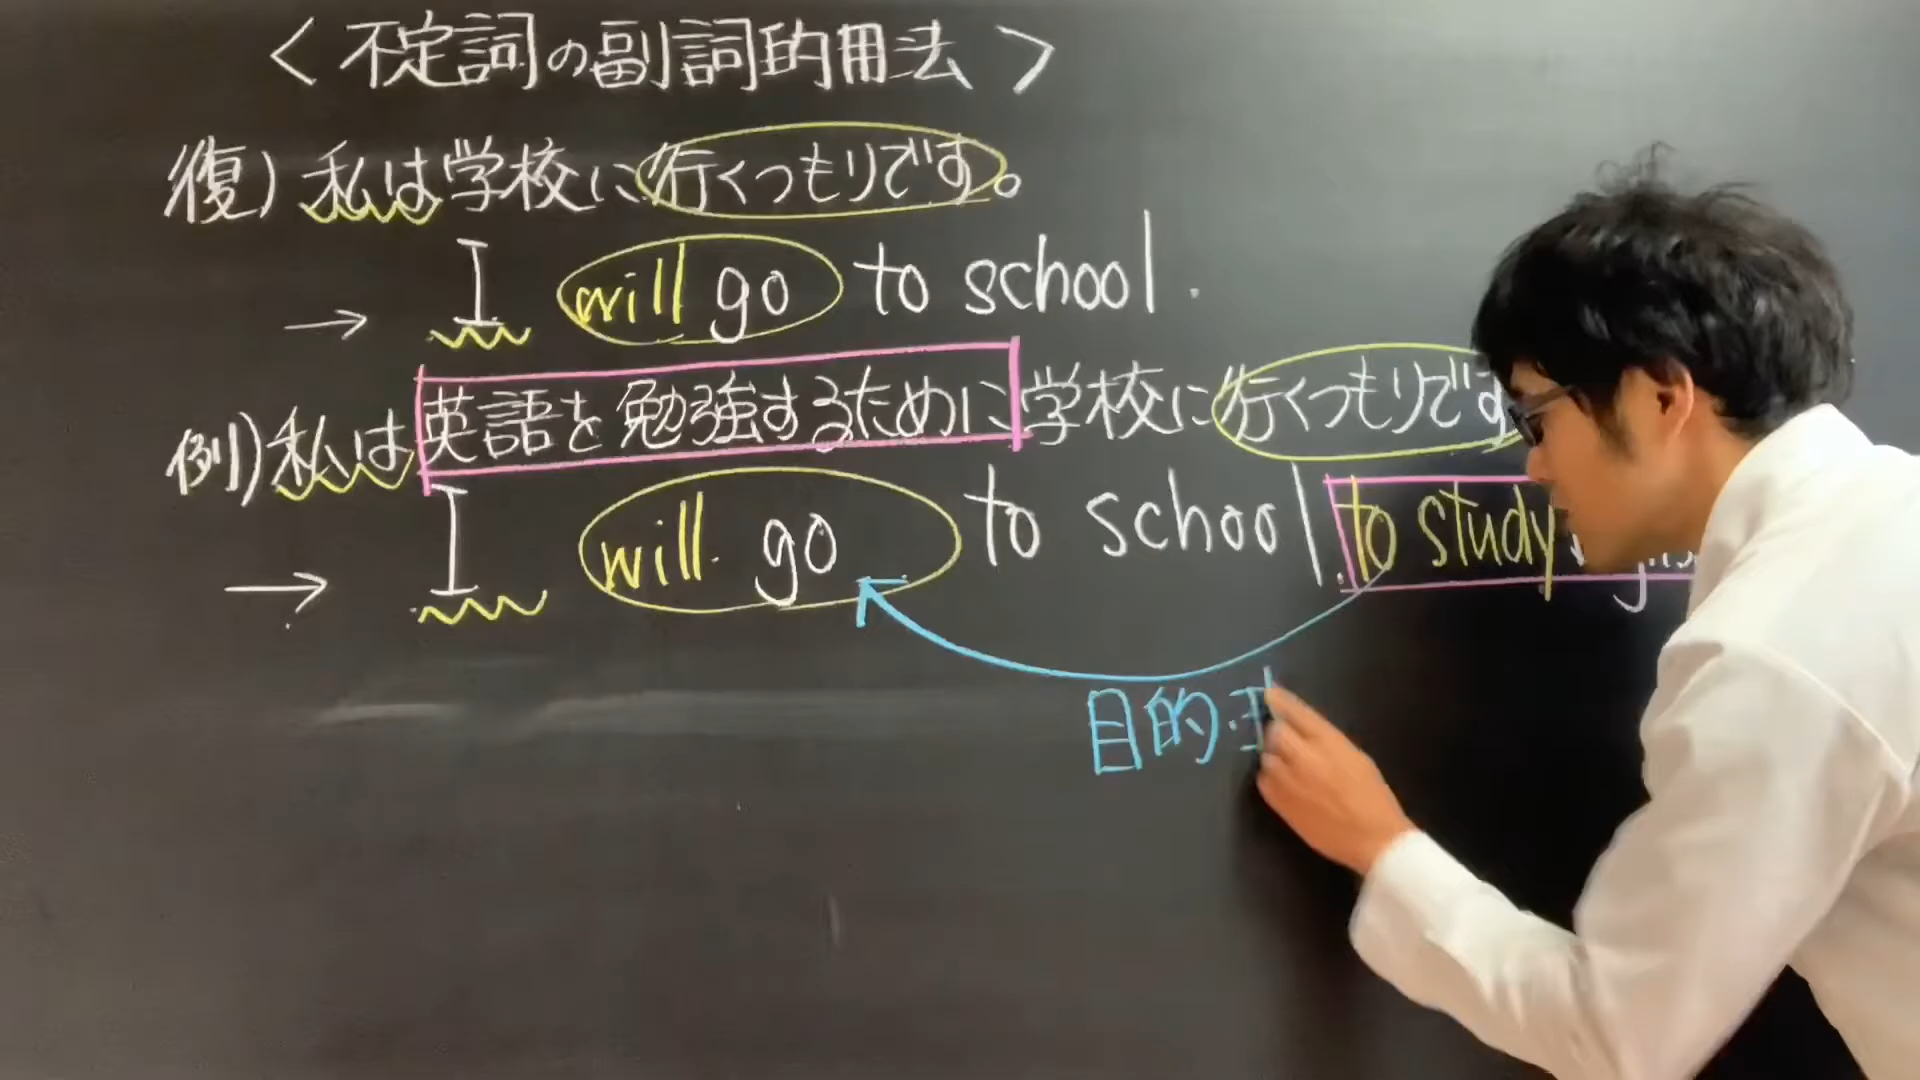 <不定詞の副詞的用法>
復)私は学校に行くつもりです。
→ I will go to school.
例)私は英語を勉強するために学校に行くつもりです
→ I will go to school to study
目的